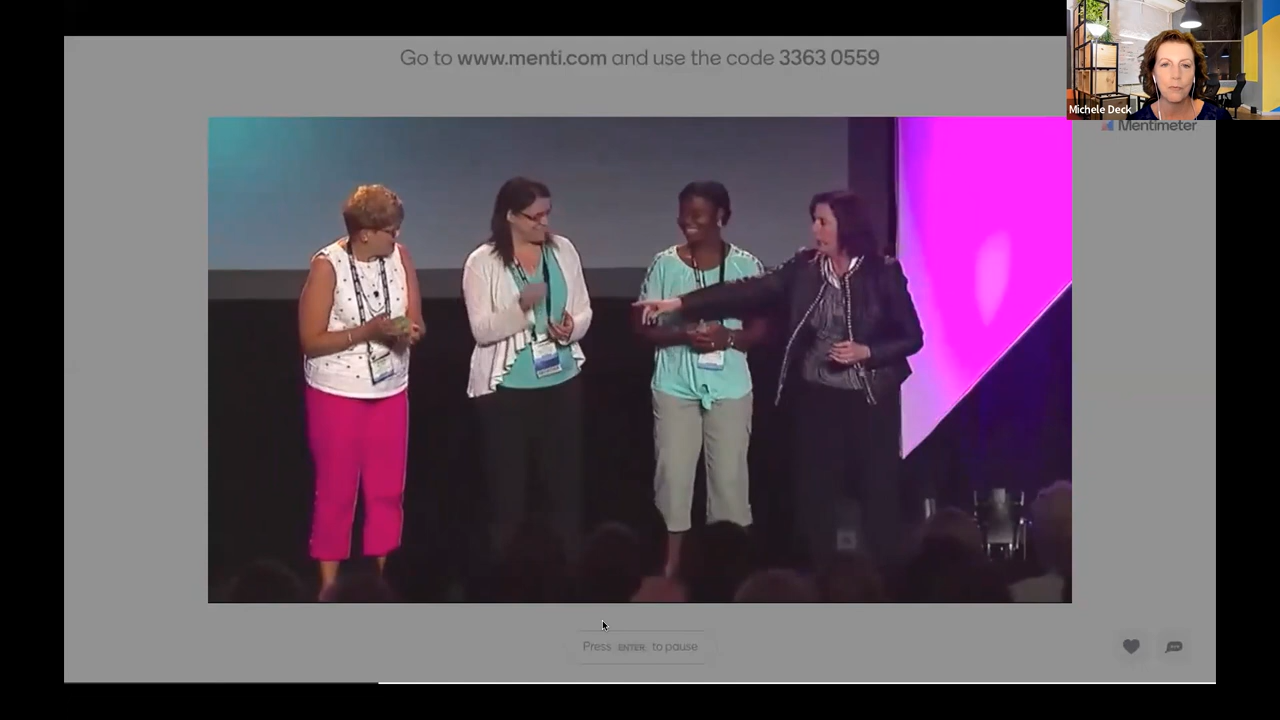 Go to www.menti.com and use the code 3363 0559
Michele Deck
Mentimeter
Press ENTER to pause